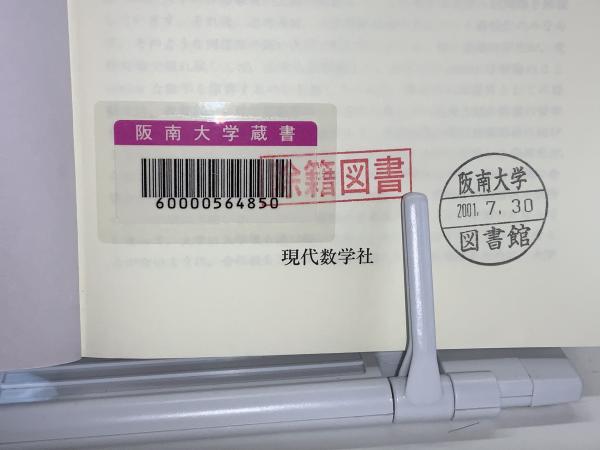 阪南大学蔵書
60000564850
除籍図書
現代数学社
阪南大学
2001. 7. 30
図書館